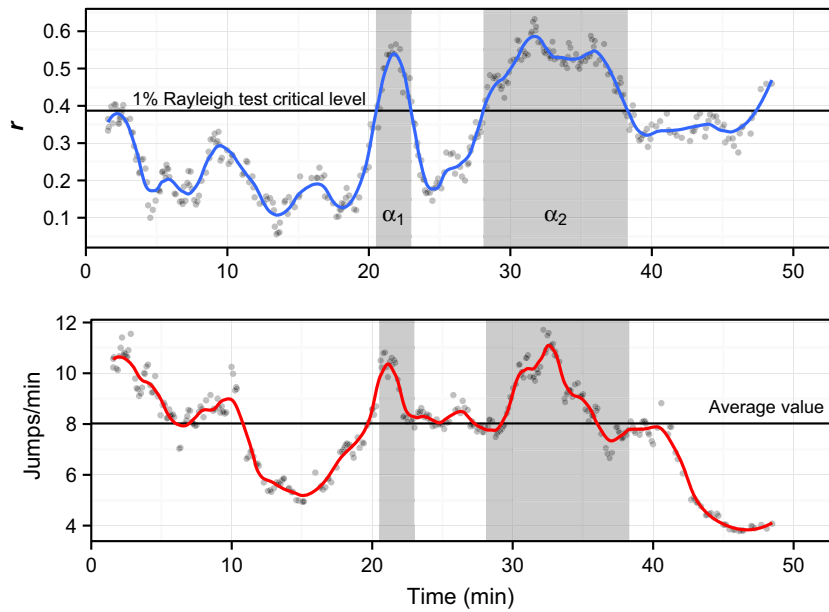 0.6
0.5
0.4
0.3
0.2
0.1
r
1% Rayleigh test critical level
α1
α2
0 10 20 30 40 50
12
10
8
6
4
Jumps/min
Average value
0 10 20 30 40 50
Time (min)